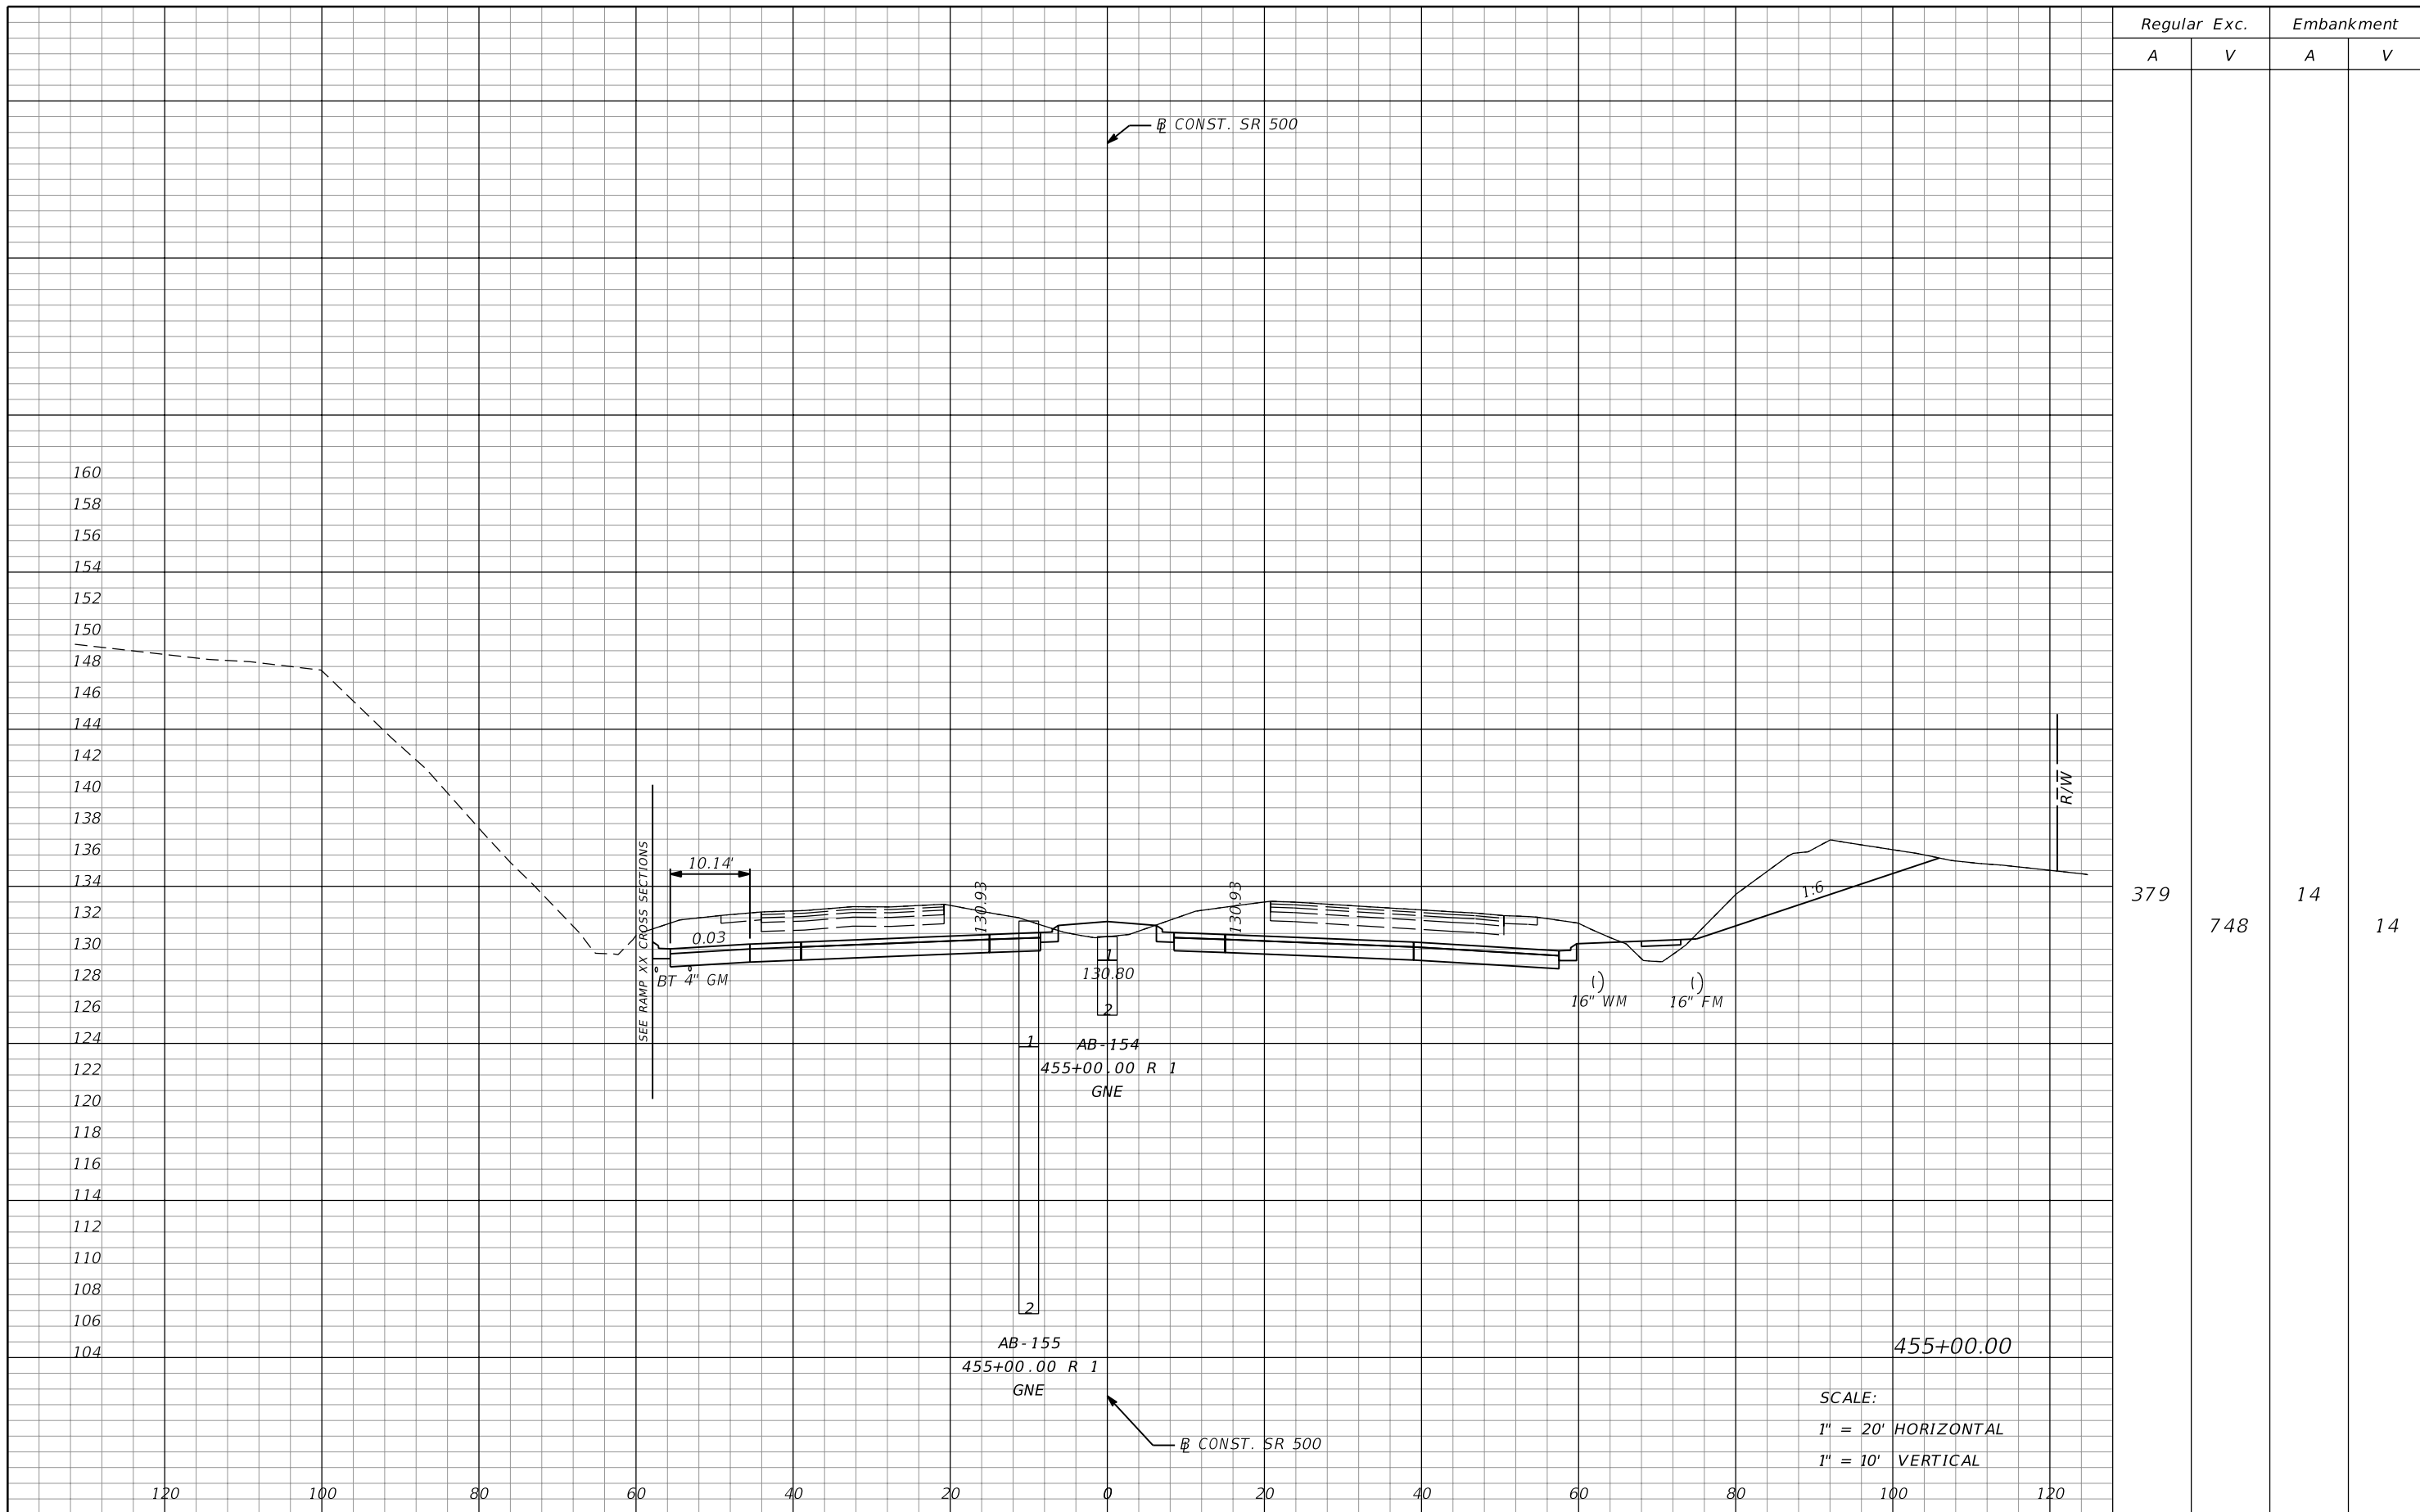 Regular Exc. Embankment
A V A V
BL CONST. SR 500
160
158
156
154
152
150
148
146
144
142
140
138
136
134
132
130
128
126
124
122
120
118
116
114
112
110
108
106
104
R/W
SEE RAMP XX CROSS SECTIONS
10.14'
0.03
130.93
130.93
1:6
379
14
748
14
BT 4" GM
1
130.80
2
16" WM
16" FM
1
AB-154
455+00.00 R 1
GNE
2
AB-155
455+00.00 R 1
GNE
455+00.00
SCALE:
1" = 20' HORIZONTAL
1" = 10' VERTICAL
BL CONST. SR 500
120 100 80 60 40 20 0 20 40 60 80 100 120